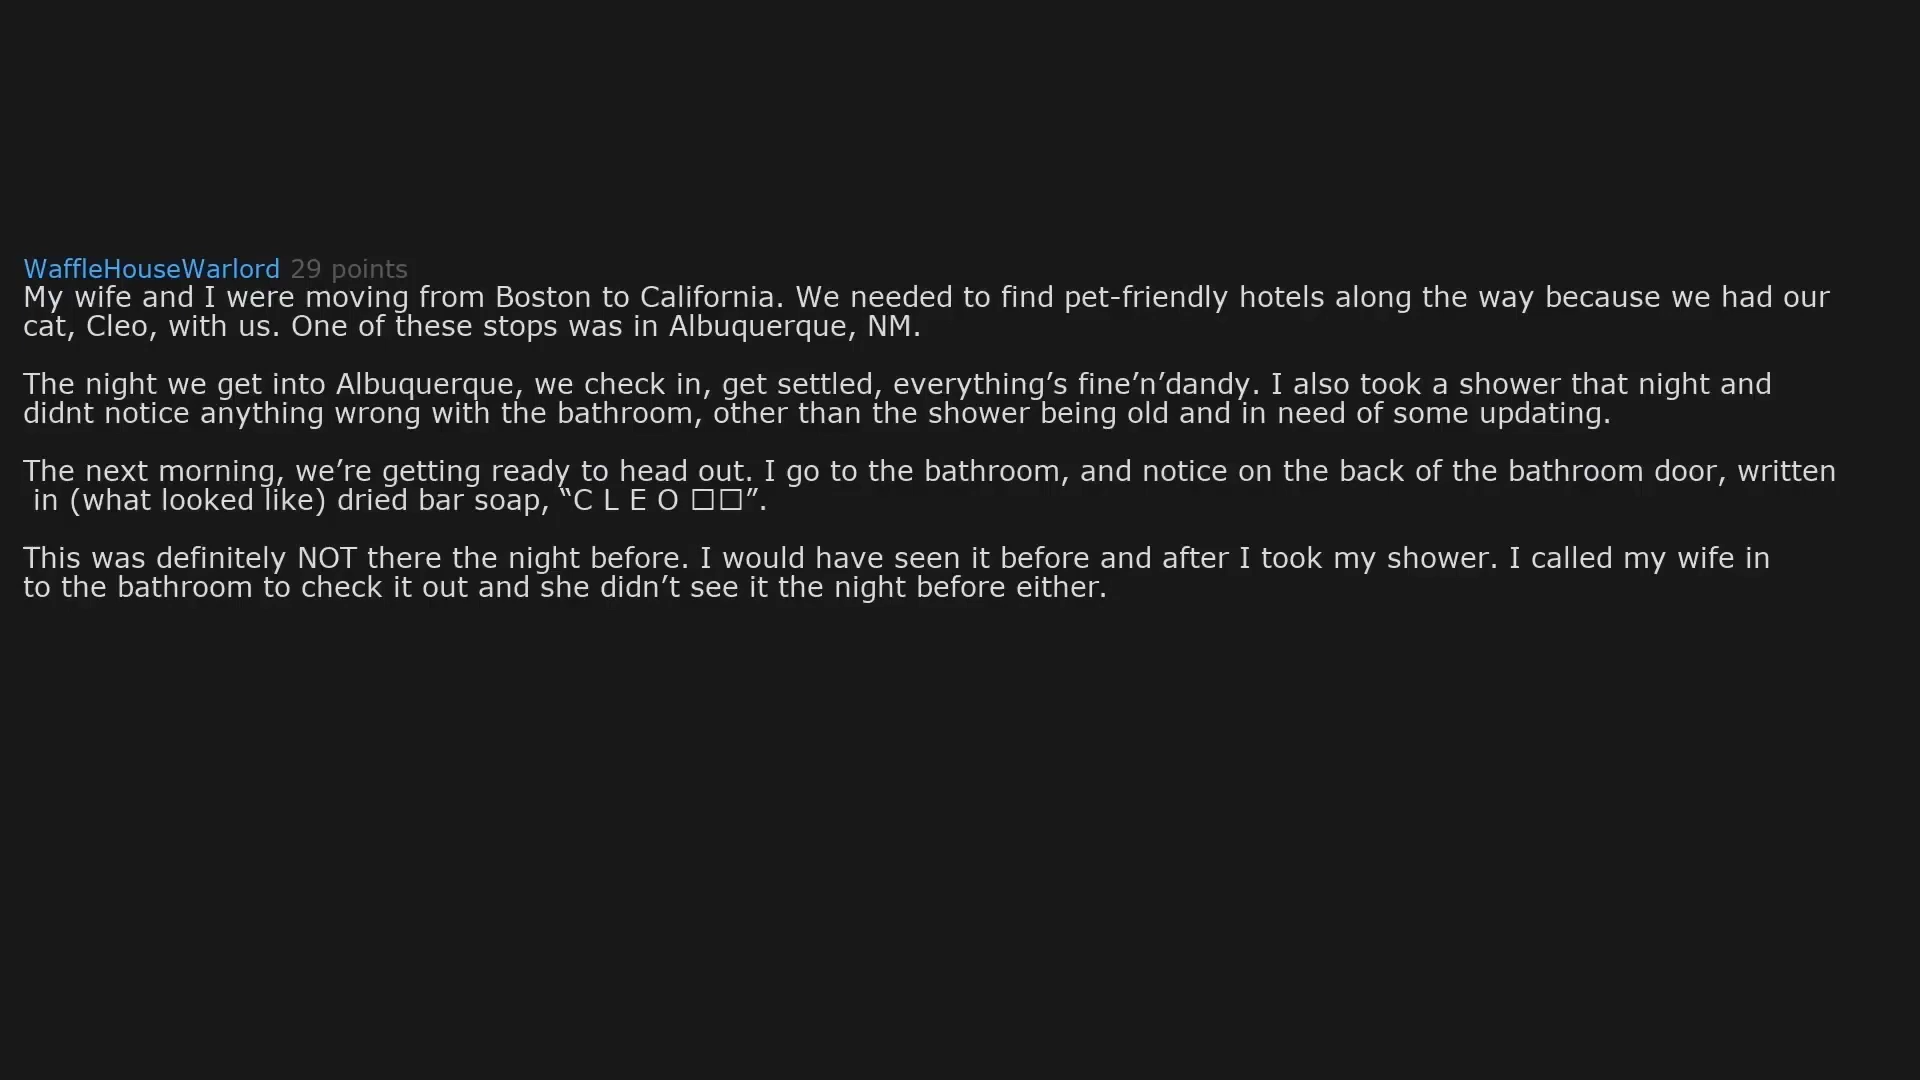 WaffleHouseWarlord 29 points
My wife and I were moving from Boston to California. We needed to find pet-friendly hotels along the way because we had our
cat, Cleo, with us. One of these stops was in Albuquerque, NM.
The night we get into Albuquerque, we check in, get settled, everything’s fine’n’dandy. I also took a shower that night and
didnt notice anything wrong with the bathroom, other than the shower being old and in need of some updating.
The next morning, we’re getting ready to head out. I go to the bathroom, and notice on the back of the bathroom door, written
in (what looked like) dried bar soap, “C L E O □□”.
This was definitely NOT there the night before. I would have seen it before and after I took my shower. I called my wife in
to the bathroom to check it out and she didn’t see it the night before either.